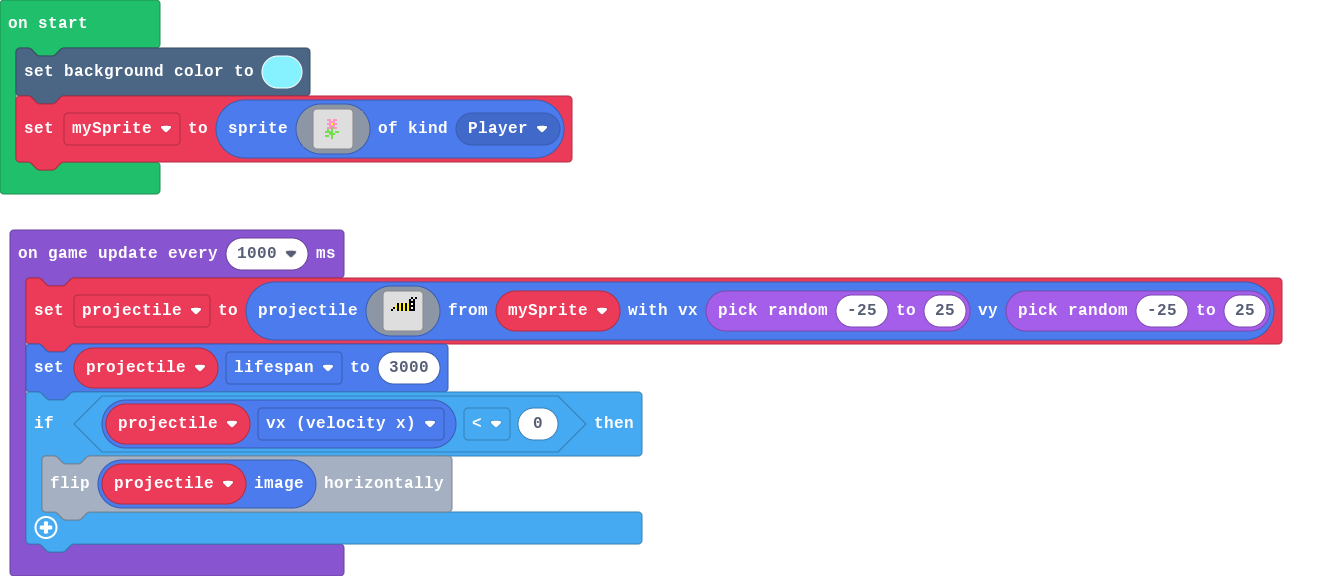 on start
set background color to
set mySprite to sprite of kind Player
on game update every 1000 ms
set projectile to projectile from mySprite with vx pick random -25 to 25 vy pick random -25 to 25
set projectile lifespan to 3000
if projectile vx (velocity x) < 0 then
flip projectile image horizontally